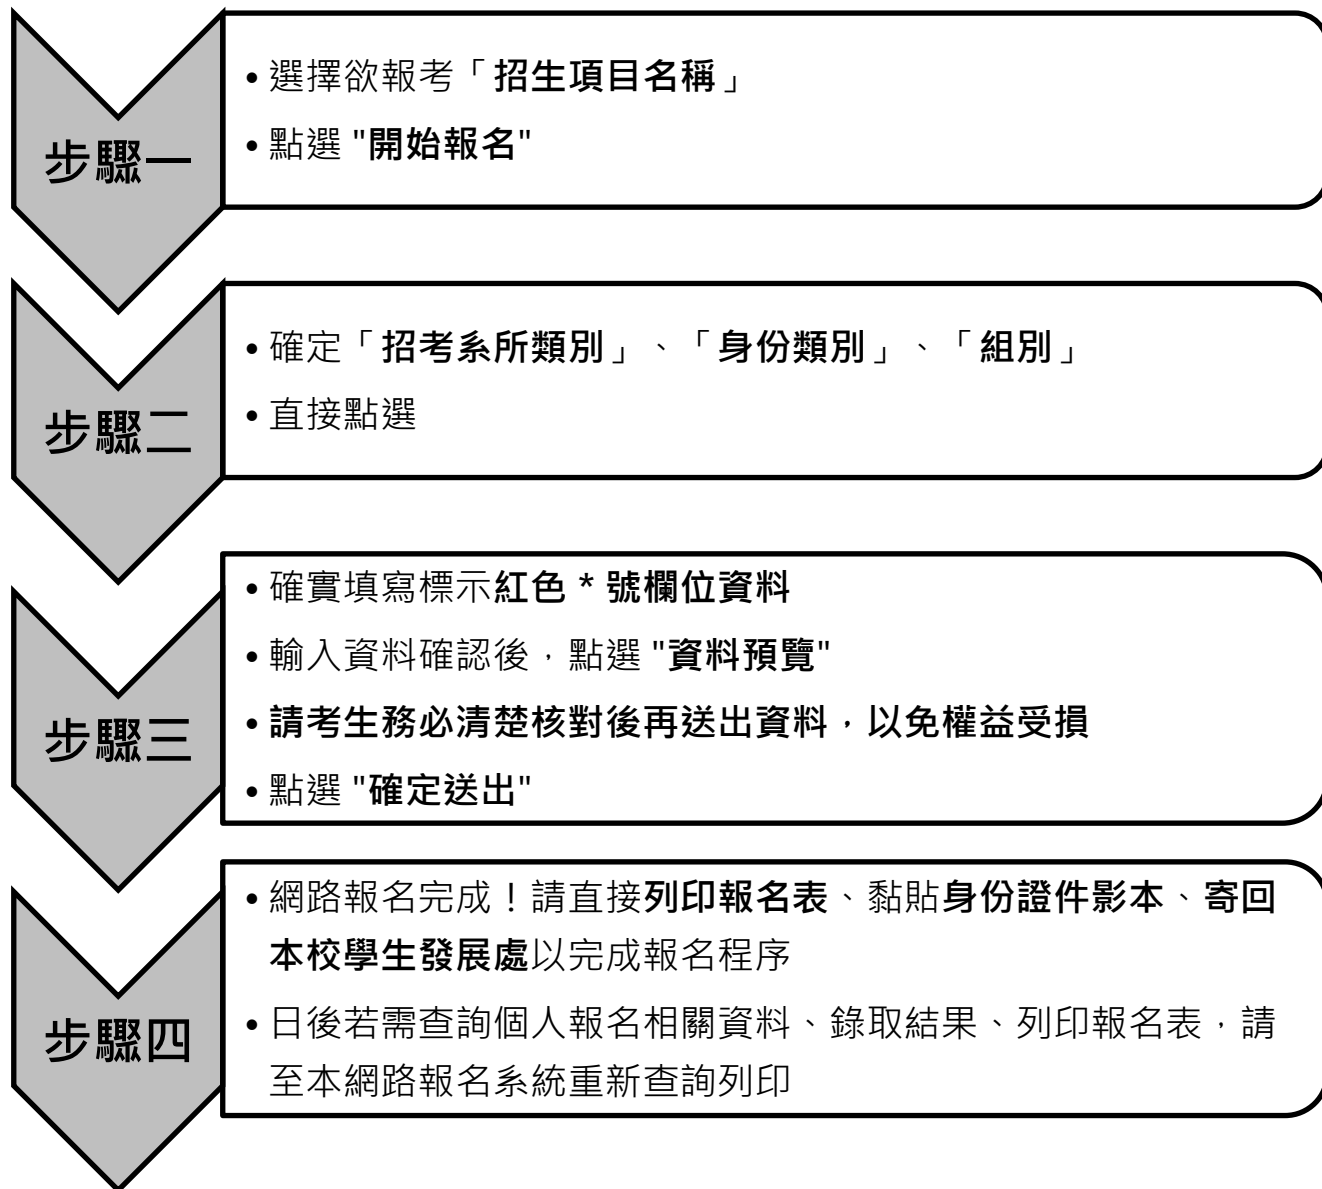 步驟一
• 選擇欲報考「招生項目名稱」
• 點選 "開始報名"
步驟二
• 確定「招考系所類別」、「身份類別」、「組別」
• 直接點選
步驟三
• 確實填寫標示紅色 * 號欄位資料
• 輸入資料確認後，點選 "資料預覽"
• 請考生務必清楚核對後再送出資料，以免權益受損
• 點選 "確定送出"
步驟四
• 網路報名完成！請直接列印報名表、黏貼身份證件影本、寄回
本校學生發展處以完成報名程序
• 日後若需查詢個人報名相關資料、錄取結果、列印報名表，請
至本網路報名系統重新查詢列印